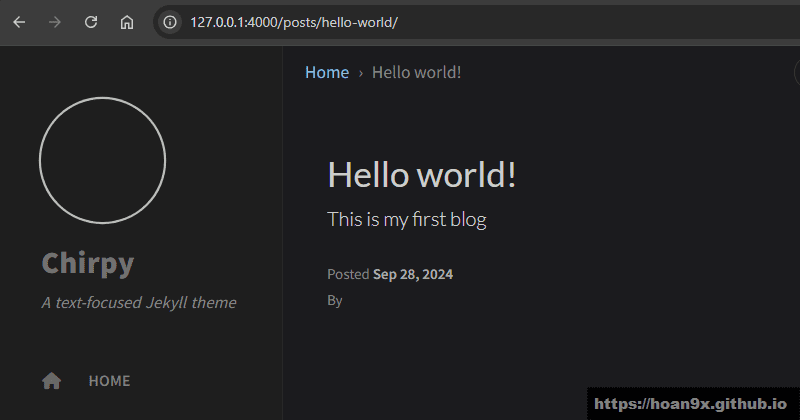 127.0.0.1:4000/posts/hello-world/
Home › Hello world!
Hello world!
This is my first blog
Chirpy
A text-focused Jekyll theme
Posted Sep 28, 2024
By
HOME
https://hoan9x.github.io